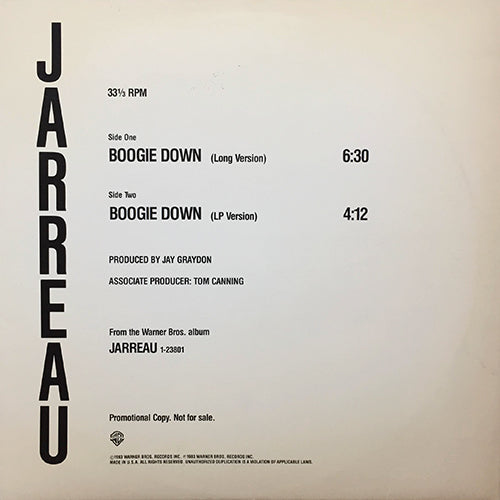 JARREAU
33⅓ RPM
Side One
BOOGIE DOWN (Long Version) 6:30
Side Two
BOOGIE DOWN (LP Version) 4:12
PRODUCED BY JAY GRAYDON
ASSOCIATE PRODUCER: TOM CANNING
From the Warner Bros. album
JARREAU 1-23801
Promotional Copy. Not for sale.
©1983 WARNER BROS. RECORDS INC. ℗1983 WARNER BROS. RECORDS INC.
MADE IN U.S.A. ALL RIGHTS RESERVED. UNAUTHORIZED DUPLICATION IS A VIOLATION OF APPLICABLE LAWS.